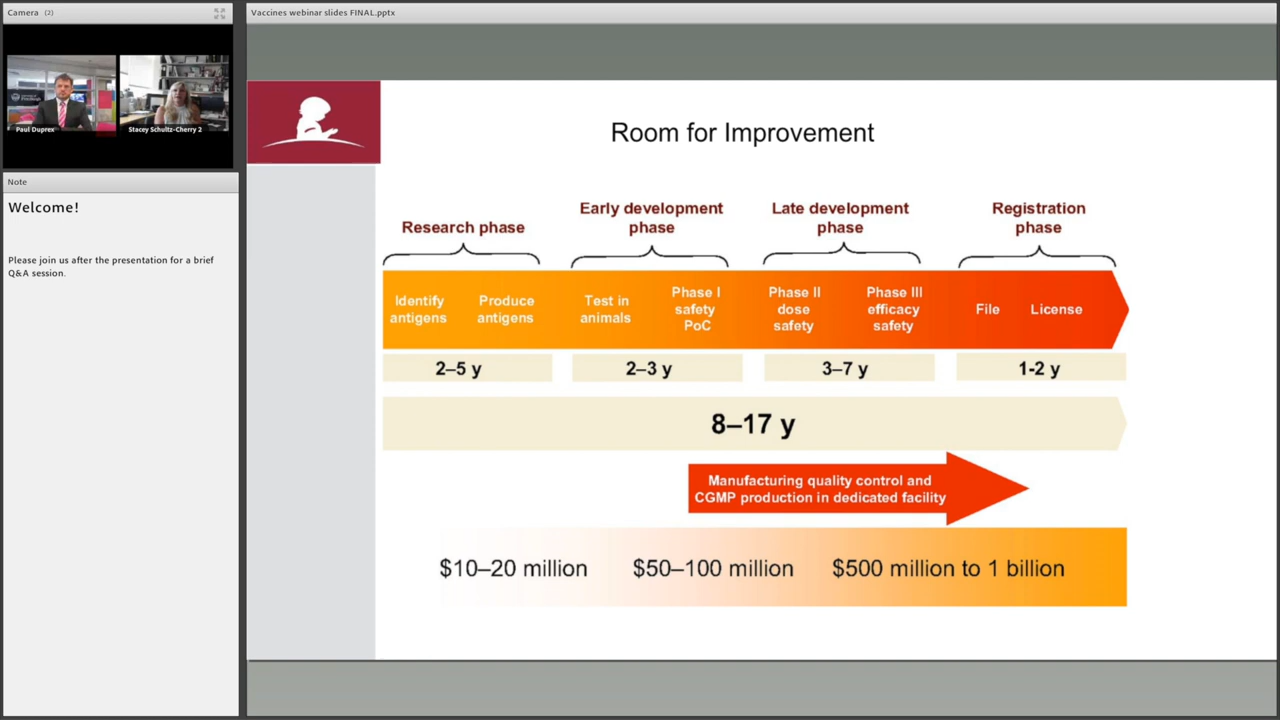 Camera (2)
Paul Duprex
Stacey Schultz-Cherry 2
Note
Welcome!
Please join us after the presentation for a brief
Q&A session.
Vaccines webinar slides FINAL.pptx
Room for Improvement
Research phase
Early development
phase
Late development
phase
Registration
phase
Identify
antigens
Produce
antigens
Test in
animals
Phase I
safety
PoC
Phase II
dose
safety
Phase III
efficacy
safety
File
License
2–5 y
2–3 y
3–7 y
1-2 y
8–17 y
Manufacturing quality control and
CGMP production in dedicated facility
$10–20 million
$50–100 million
$500 million to 1 billion